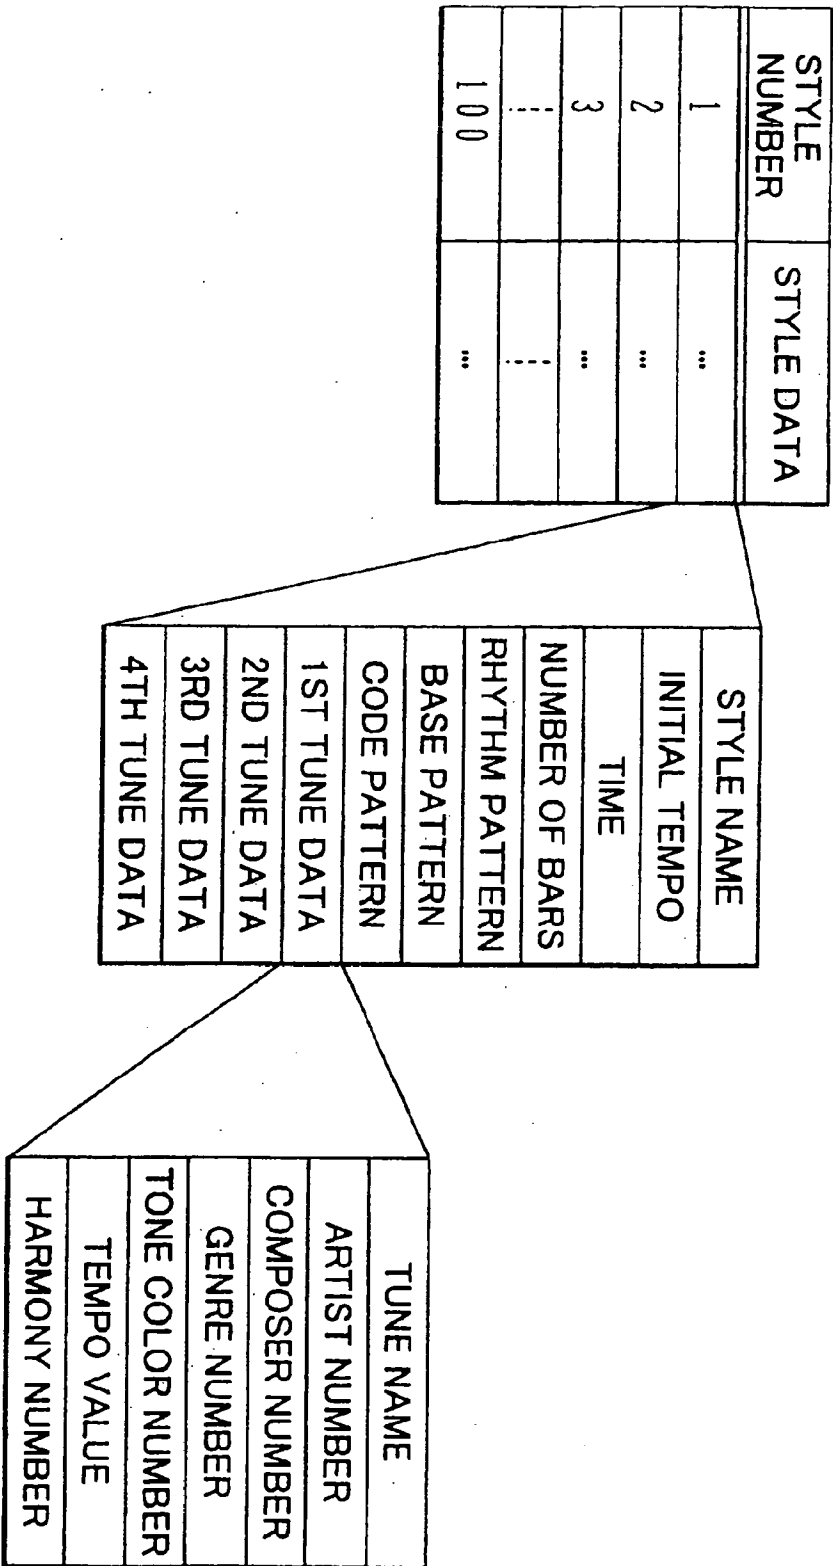 STYLE
NUMBER
STYLE DATA
1
...
2
...
3
...
100
...
STYLE NAME
INITIAL TEMPO
TIME
NUMBER OF BARS
RHYTHM PATTERN
BASE PATTERN
CODE PATTERN
1ST TUNE DATA
2ND TUNE DATA
3RD TUNE DATA
4TH TUNE DATA
TUNE NAME
ARTIST NUMBER
COMPOSER NUMBER
GENRE NUMBER
TONE COLOR NUMBER
TEMPO VALUE
HARMONY NUMBER